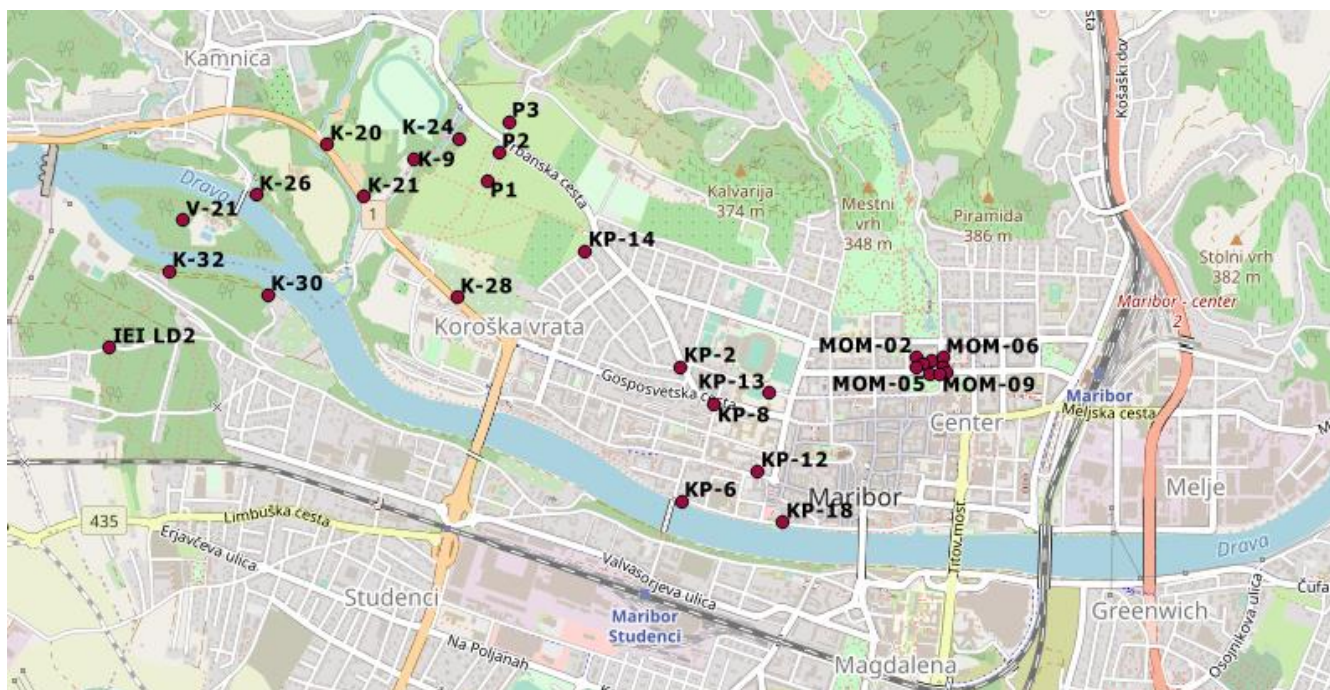 Kamnica
Košaški dol
P3
K-24
K-20
P2
Vrbanska cesta
K-9
Drava
K-26
K-21
P1
1
Kalvarija
374 m
Mestni
vrh
348 m
Piramida
386 m
V-21
KP-14
Stolni vrh
382 m
K-32
K-30
K-28
Maribor - center
2
Koroška vrata
IEI LD2
MOM-02
MOM-06
KP-2
KP-13
MOM-05
MOM-09
Gosposvetska cesta
KP-8
Maribor
Meljska cesta
Center
KP-12
KP-6
Maribor
Melje
KP-18
435
Limbuška cesta
Erjavčeva ulica
Titov most
Drava
Valvasorjeva ulica
Studenci
Maribor
Studenci
Greenwich
Osojnikova ulica
Na Poljanah
Magdalena